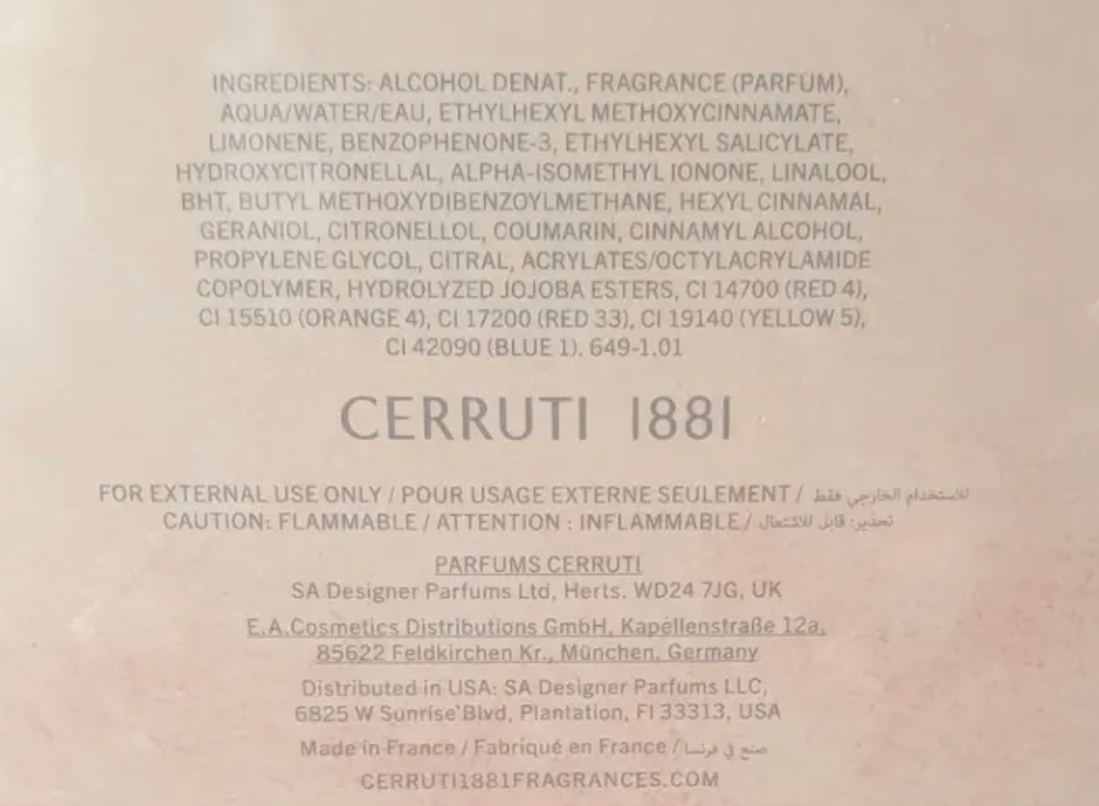 INGREDIENTS: ALCOHOL DENAT., FRAGRANCE (PARFUM),
AQUA/WATER/EAU, ETHYLHEXYL METHOXYCINNAMATE,
LIMONENE, BENZOPHENONE-3, ETHYLHEXYL SALICYLATE,
HYDROXYCITRONELLAL, ALPHA-ISOMETHYL IONONE, LINALOOL,
BHT, BUTYL METHOXYDIBENZOYLMETHANE, HEXYL CINNAMAL,
GERANIOL, CITRONELLOL, COUMARIN, CINNAMYL ALCOHOL,
PROPYLENE GLYCOL, CITRAL, ACRYLATES/OCTYLACRYLAMIDE
COPOLYMER, HYDROLYZED JOJOBA ESTERS, CI 14700 (RED 4),
CI 15510 (ORANGE 4), CI 17200 (RED 33), CI 19140 (YELLOW 5),
CI 42090 (BLUE 1). 649-1.01
CERRUTI 1881
FOR EXTERNAL USE ONLY / POUR USAGE EXTERNE SEULEMENT / للاستخدام الخارجي فقط
CAUTION: FLAMMABLE / ATTENTION : INFLAMMABLE / تحذير: قابل للاشتعال
PARFUMS CERRUTI
SA Designer Parfums Ltd, Herts. WD24 7JG, UK
E.A.Cosmetics Distributions GmbH, Kapellenstraße 12a,
85622 Feldkirchen Kr., München, Germany
Distributed in USA: SA Designer Parfums LLC,
6825 W Sunrise Blvd, Plantation, Fl 33313, USA
Made in France / Fabriqué en France / صنع في فرنسا
CERRUTI1881FRAGRANCES.COM